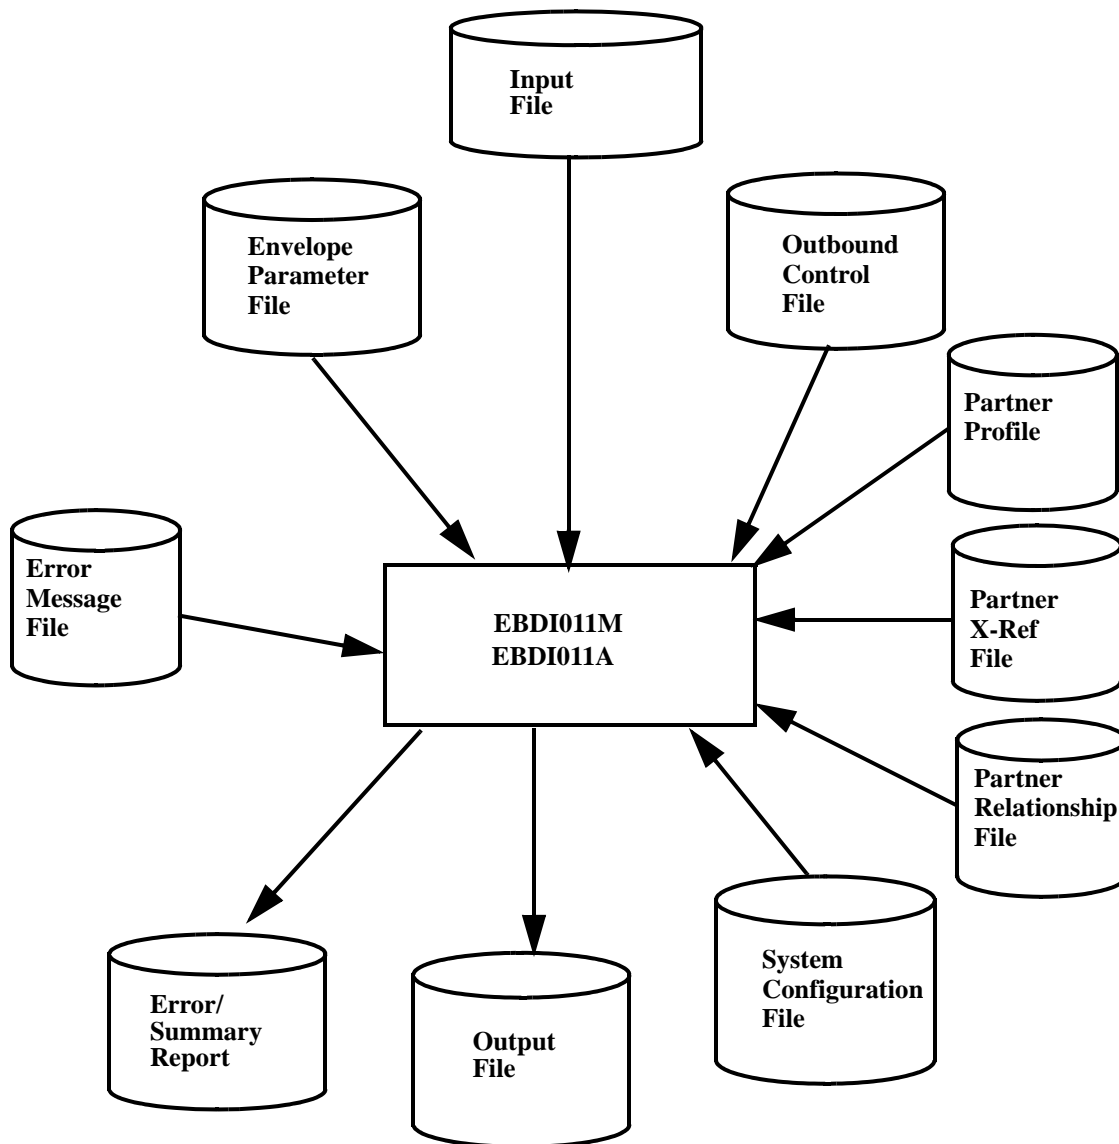 Input
File
Envelope
Parameter
File
Outbound
Control
File
Partner
Profile
Error
Message
File
EBDI011M
EBDI011A
Partner
X-Ref
File
Partner
Relationship
File
System
Configuration
File
Error/
Summary
Report
Output
File